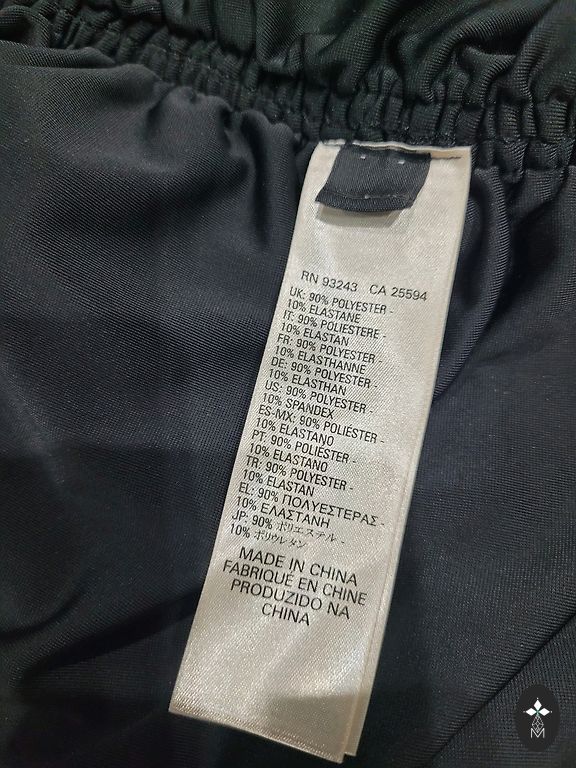 RN 93243 CA 25594
UK: 90% POLYESTER -
10% ELASTANE
IT: 90% POLIESTERE -
10% ELASTAN
FR: 90% POLYESTER -
10% ELASTHANNE
DE: 90% POLYESTER -
10% ELASTHAN
US: 90% POLYESTER -
10% SPANDEX
ES-MX: 90% POLIÉSTER -
10% ELASTANO
PT: 90% POLIÉSTER -
10% ELASTANO
TR: 90% POLYESTER -
10% ELASTAN
EL: 90% ΠΟΛΥΕΣΤΕΡΑΣ -
10% ΕΛΑΣΤΑΝΗ
JP: 90% ポリエステル -
10% ポリウレタン
MADE IN CHINA
FABRIQUÉ EN CHINE
PRODUZIDO NA
CHINA
M